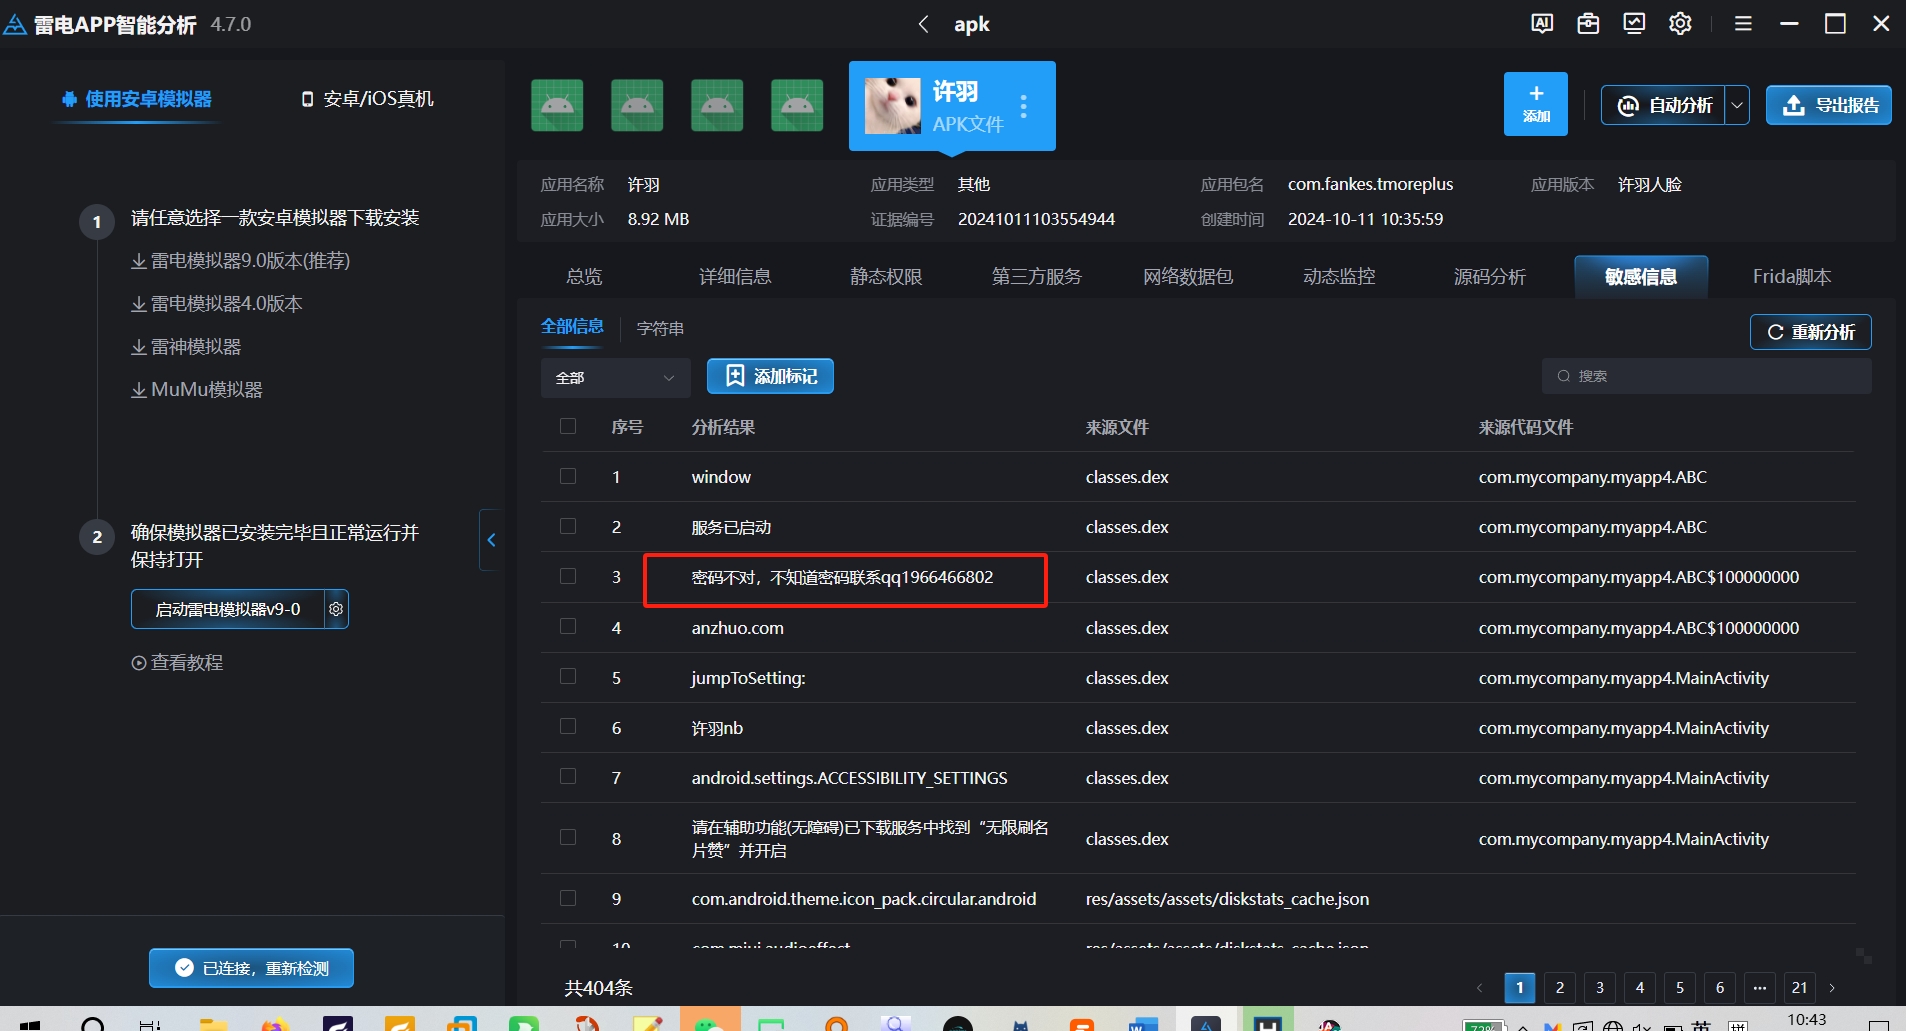 雷电APP智能分析 4.7.0
apk
使用安卓模拟器
安卓/iOS真机
1
请任意选择一款安卓模拟器下载安装
雷电模拟器9.0版本(推荐)
雷电模拟器4.0版本
雷神模拟器
MuMu模拟器
2
确保模拟器已安装完毕且正常运行并
保持打开
启动雷电模拟器v9-0
查看教程
已连接，重新检测
许羽
APK文件
添加
自动分析
导出报告
应用名称 许羽 应用类型 其他 应用包名 com.fankes.tmoreplus 应用版本 许羽人脸
应用大小 8.92 MB 证据编号 20241011103554944 创建时间 2024-10-11 10:35:59
总览 详细信息 静态权限 第三方服务 网络数据包 动态监控 源码分析 敏感信息 Frida脚本
全部信息 字符串
重新分析
全部
添加标记
搜索
序号 分析结果 来源文件 来源代码文件
1 window classes.dex com.mycompany.myapp4.ABC
2 服务已启动 classes.dex com.mycompany.myapp4.ABC
3 密码不对，不知道密码联系qq1966466802 classes.dex com.mycompany.myapp4.ABC$100000000
4 anzhuo.com classes.dex com.mycompany.myapp4.ABC$100000000
5 jumpToSetting: classes.dex com.mycompany.myapp4.MainActivity
6 许羽nb classes.dex com.mycompany.myapp4.MainActivity
7 android.settings.ACCESSIBILITY_SETTINGS classes.dex com.mycompany.myapp4.MainActivity
8 请在辅助功能(无障碍)已下载服务中找到“无限刷名
片赞”并开启 classes.dex com.mycompany.myapp4.MainActivity
9 com.android.theme.icon_pack.circular.android res/assets/assets/diskstats_cache.json
10 com.miui.audioeffect res/assets/assets/diskstats_cache.json
共404条
1 2 3 4 5 6 ··· 21
72%
英
拼
10:43